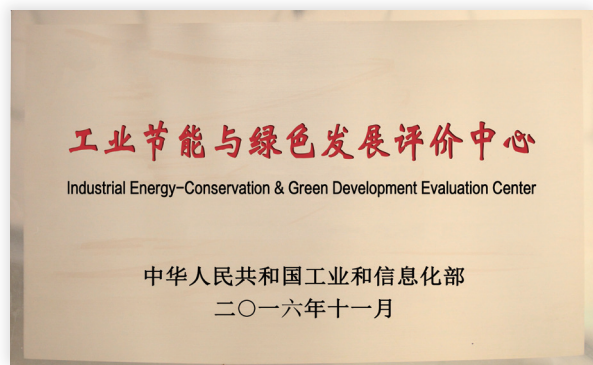 工业节能与绿色发展评价中心
Industrial Energy-Conservation & Green Development Evaluation Center
中华人民共和国工业和信息化部
二〇一六年十一月